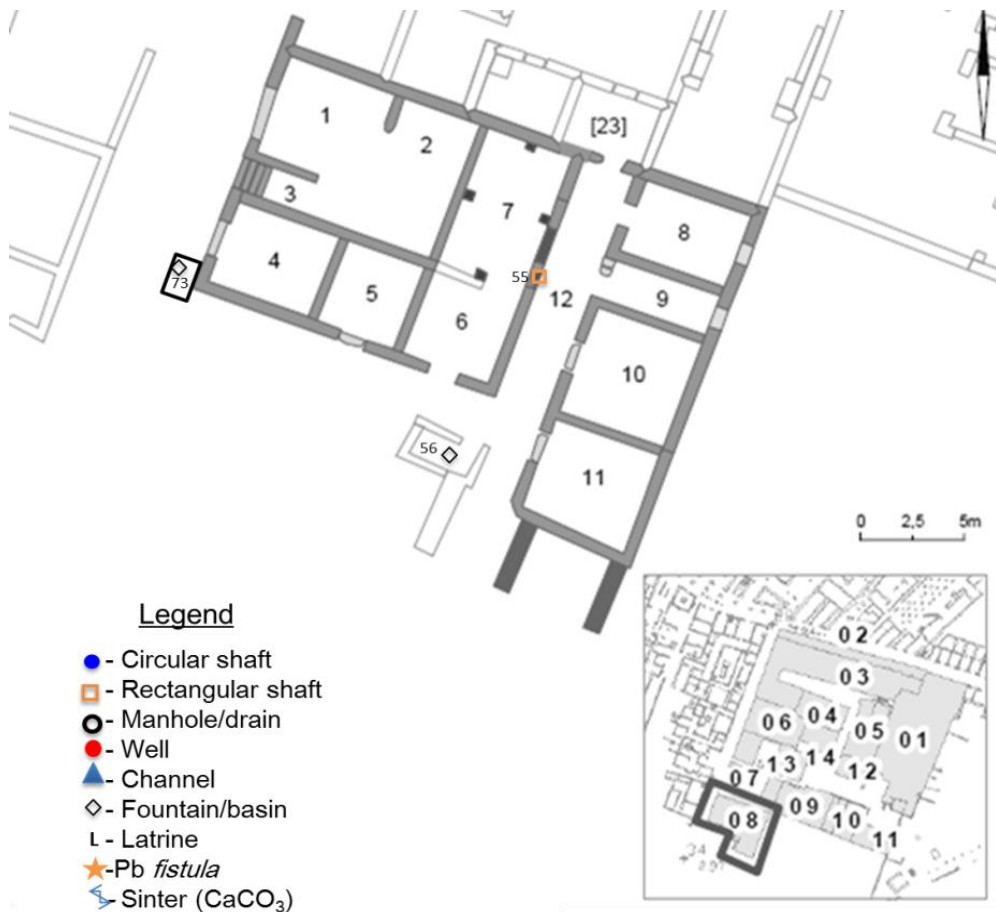 1
2
[23]
3
7
8
4
73
55
12
9
5
6
10
56
11
0 2,5 5m
Legend
- Circular shaft
- Rectangular shaft
- Manhole/drain
- Well
- Channel
- Fountain/basin
L - Latrine
-Pb fistula
- Sinter (CaCO3)
02
03
06
04
05
01
13
14
07
12
08
09
10
11